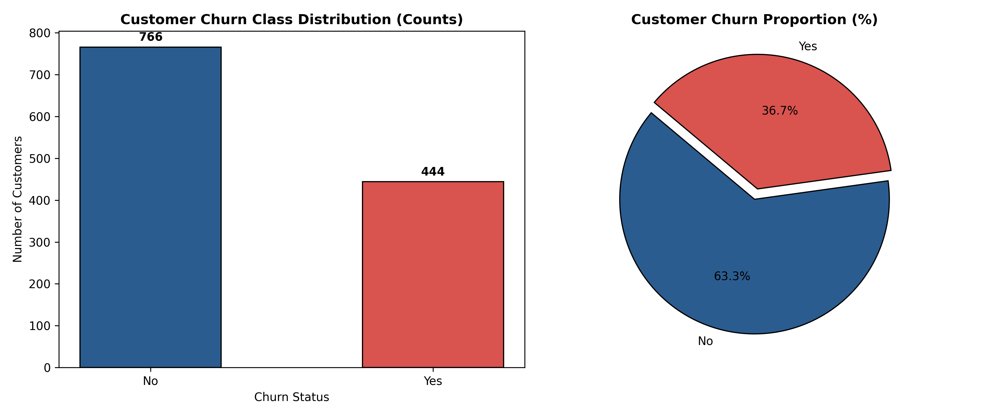 Customer Churn Class Distribution (Counts)
800
700
600
500
400
300
200
100
0
Number of Customers
766
444
No
Yes
Churn Status
Customer Churn Proportion (%)
Yes
36.7%
63.3%
No